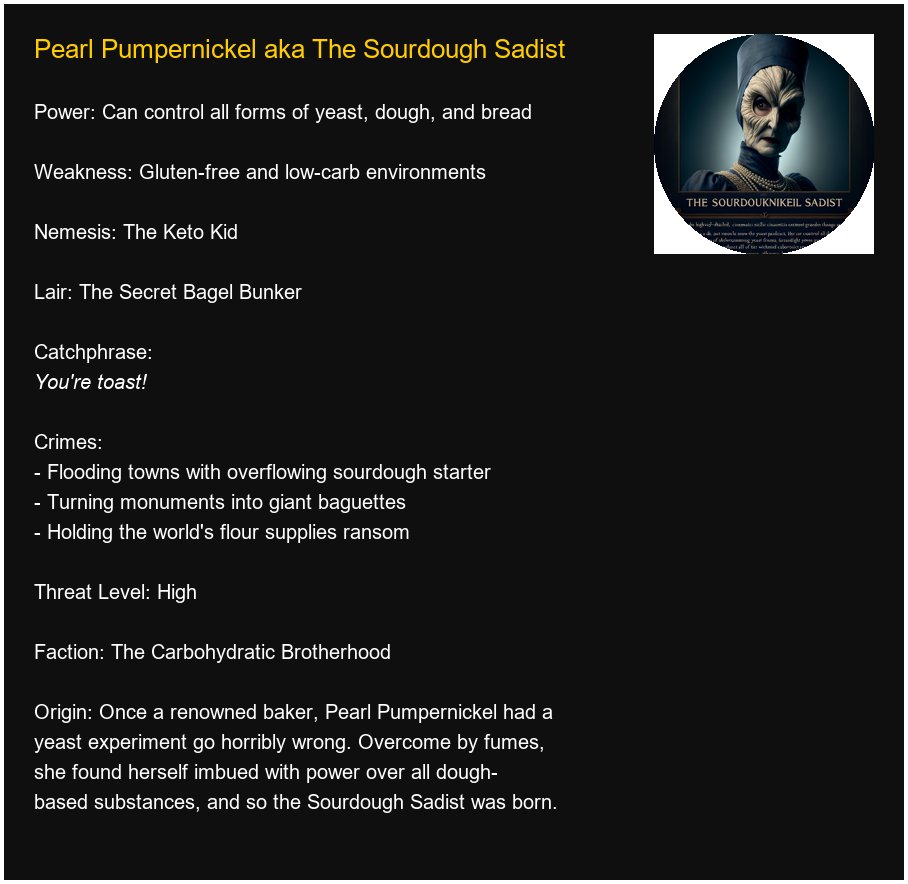 Pearl Pumpernickel aka The Sourdough Sadist
Power: Can control all forms of yeast, dough, and bread
Weakness: Gluten-free and low-carb environments
Nemesis: The Keto Kid
Lair: The Secret Bagel Bunker
Catchphrase:
You're toast!
Crimes:
- Flooding towns with overflowing sourdough starter
- Turning monuments into giant baguettes
- Holding the world's flour supplies ransom
Threat Level: High
Faction: The Carbohydratic Brotherhood
Origin: Once a renowned baker, Pearl Pumpernickel had a
yeast experiment go horribly wrong. Overcome by fumes,
she found herself imbued with power over all dough-
based substances, and so the Sourdough Sadist was born.
THE SOURDOUKNIKEIL SADIST